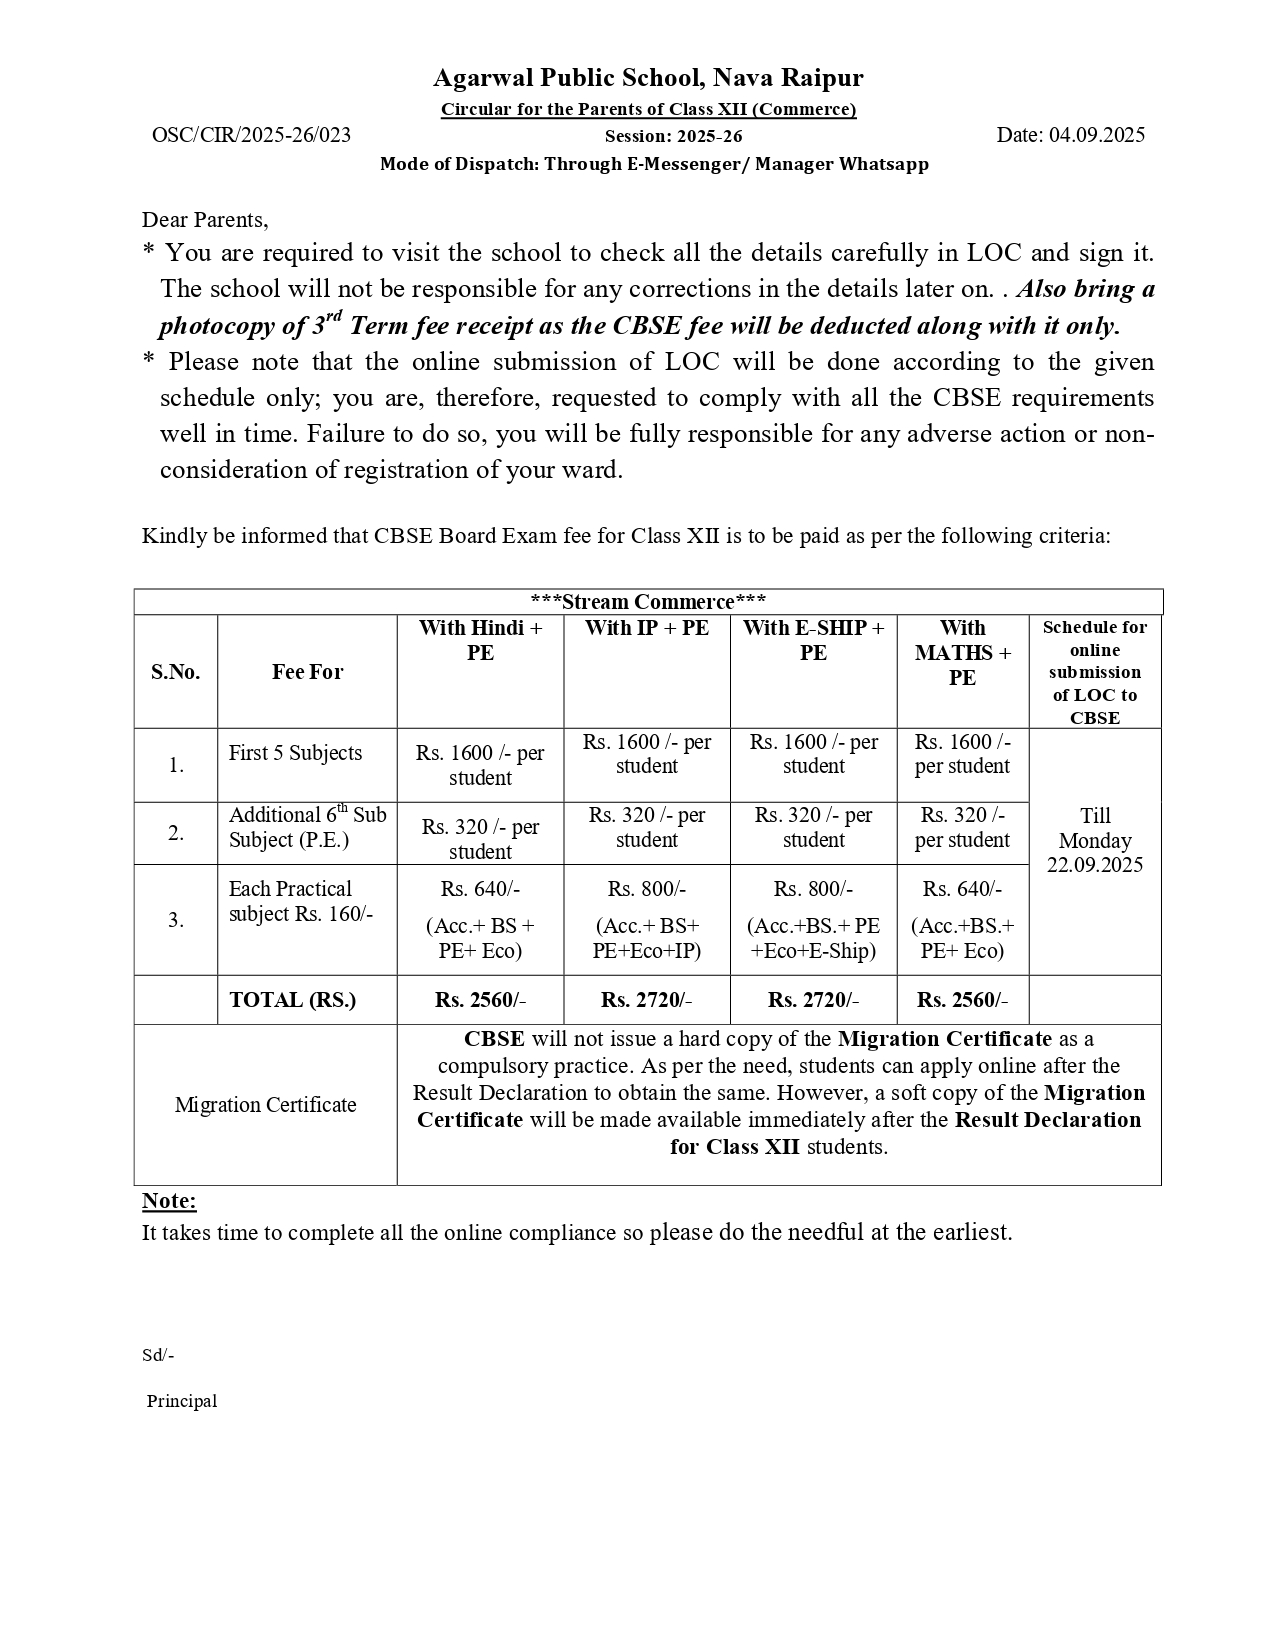 Agarwal Public School, Nava Raipur
Circular for the Parents of Class XII (Commerce)
OSC/CIR/2025-26/023 Session: 2025-26 Date: 04.09.2025
Mode of Dispatch: Through E-Messenger/ Manager Whatsapp
Dear Parents,
* You are required to visit the school to check all the details carefully in LOC and sign it.
The school will not be responsible for any corrections in the details later on. . Also bring a
photocopy of 3rd Term fee receipt as the CBSE fee will be deducted along with it only.
* Please note that the online submission of LOC will be done according to the given
schedule only; you are, therefore, requested to comply with all the CBSE requirements
well in time. Failure to do so, you will be fully responsible for any adverse action or non-
consideration of registration of your ward.
Kindly be informed that CBSE Board Exam fee for Class XII is to be paid as per the following criteria:
***Stream Commerce***
S.No.
Fee For
With Hindi +
PE
With IP + PE
With E-SHIP +
PE
With
MATHS +
PE
Schedule for
online
submission
of LOC to
CBSE
1.
First 5 Subjects
Rs. 1600 /- per
student
Rs. 1600 /- per
student
Rs. 1600 /- per
student
Rs. 1600 /-
per student
Till
Monday
22.09.2025
2.
Additional 6th Sub
Subject (P.E.)
Rs. 320 /- per
student
Rs. 320 /- per
student
Rs. 320 /- per
student
Rs. 320 /-
per student
3.
Each Practical
subject Rs. 160/-
Rs. 640/-
(Acc.+ BS +
PE+ Eco)
Rs. 800/-
(Acc.+ BS+
PE+Eco+IP)
Rs. 800/-
(Acc.+BS.+ PE
+Eco+E-Ship)
Rs. 640/-
(Acc.+BS.+
PE+ Eco)
TOTAL (RS.)
Rs. 2560/-
Rs. 2720/-
Rs. 2720/-
Rs. 2560/-
Migration Certificate
CBSE will not issue a hard copy of the Migration Certificate as a
compulsory practice. As per the need, students can apply online after the
Result Declaration to obtain the same. However, a soft copy of the Migration
Certificate will be made available immediately after the Result Declaration
for Class XII students.
Note:
It takes time to complete all the online compliance so please do the needful at the earliest.
Sd/-
Principal